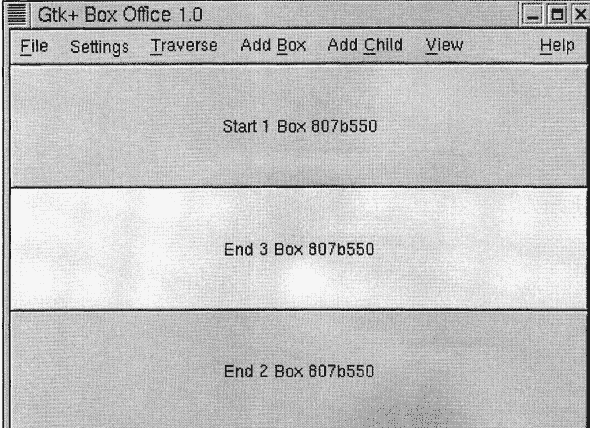 Gtk+ Box Office 1.0
File Settings Traverse Add Box Add Child View Help
Start 1 Box 807b550
End 3 Box 807b550
End 2 Box 807b550